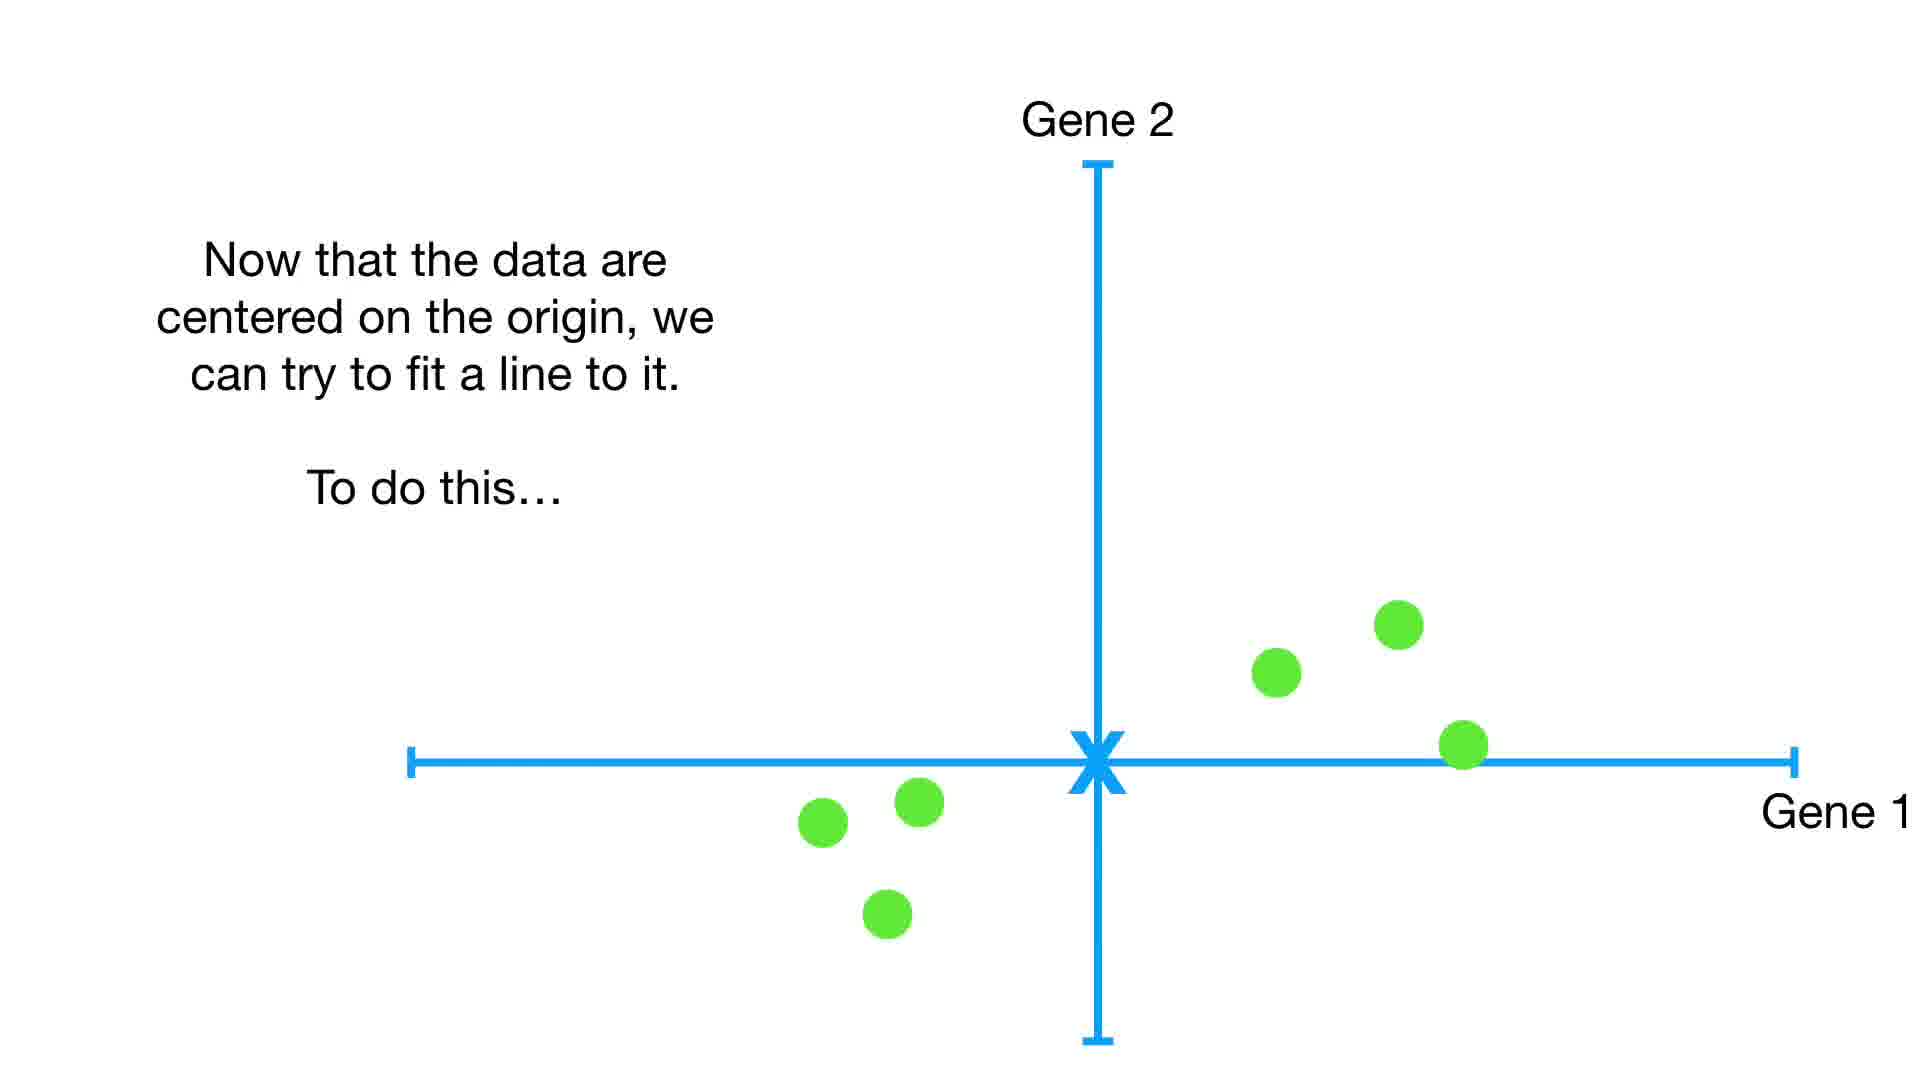 Gene 2
Now that the data are
centered on the origin, we
can try to fit a line to it.
To do this…
X
Gene 1